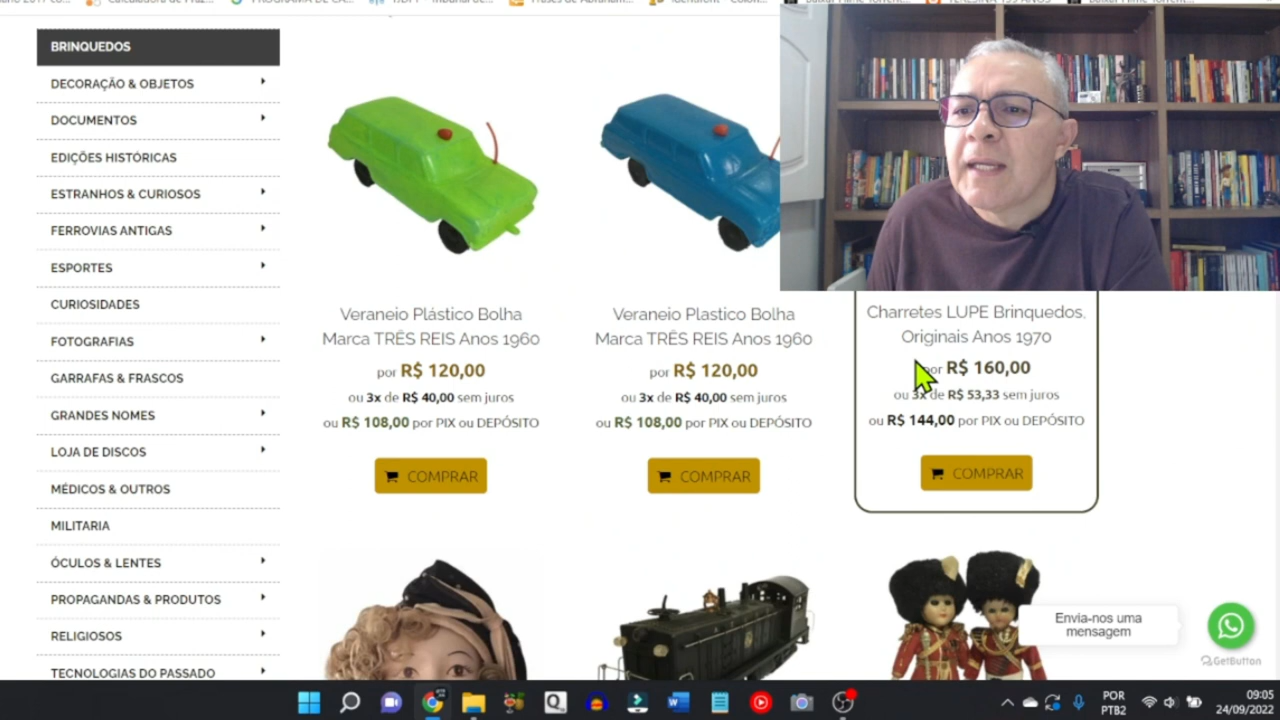 BRINQUEDOS
DECORAÇÃO & OBJETOS
DOCUMENTOS
EDIÇÕES HISTÓRICAS
ESTRANHOS & CURIOSOS
FERROVIAS ANTIGAS
ESPORTES
CURIOSIDADES
FOTOGRAFIAS
GARRAFAS & FRASCOS
GRANDES NOMES
LOJA DE DISCOS
MÉDICOS & OUTROS
MILITARIA
ÓCULOS & LENTES
PROPAGANDAS & PRODUTOS
RELIGIOSOS
TECNOLOGIAS DO PASSADO
Veraneio Plástico Bolha
Marca TRÊS REIS Anos 1960
por R$ 120,00
ou 3x de R$ 40,00 sem juros
ou R$ 108,00 por PIX ou DEPÓSITO
COMPRAR
Veraneio Plastico Bolha
Marca TRÊS REIS Anos 1960
por R$ 120,00
ou 3x de R$ 40,00 sem juros
ou R$ 108,00 por PIX ou DEPÓSITO
COMPRAR
Charretes LUPE Brinquedos,
Originais Anos 1970
por R$ 160,00
ou 3x de R$ 53,33 sem juros
ou R$ 144,00 por PIX ou DEPÓSITO
COMPRAR
Envia-nos uma
mensagem
GetButton
POR
PTB2
09:05
24/09/2022